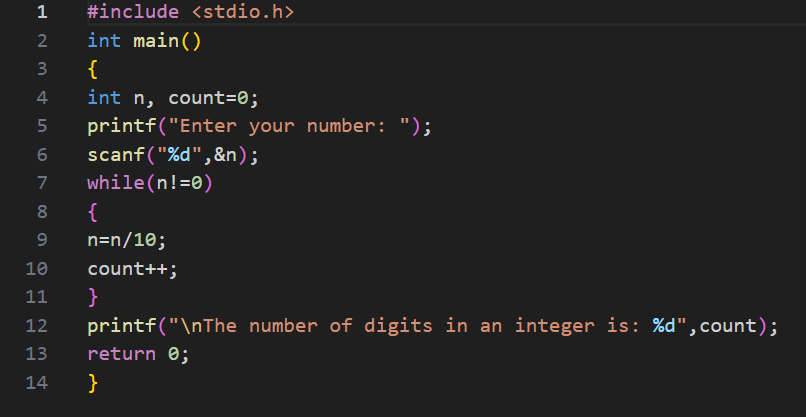 1 #include <stdio.h>
2 int main()
3 {
4 int n, count=0;
5 printf("Enter your number: ");
6 scanf("%d",&n);
7 while(n!=0)
8 {
9 n=n/10;
10 count++;
11 }
12 printf("\nThe number of digits in an integer is: %d",count);
13 return 0;
14 }